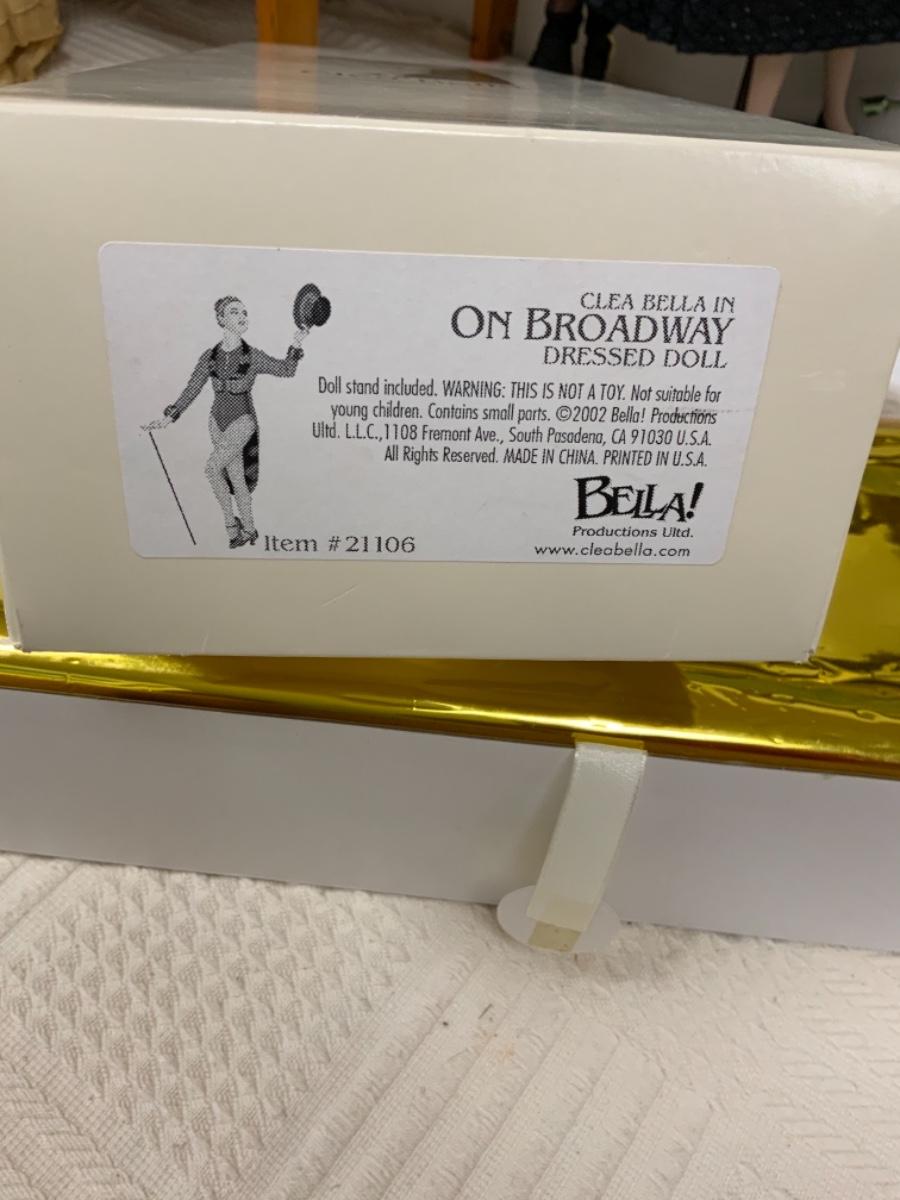 CLEA BELLA IN
ON BROADWAY
DRESSED DOLL
Doll stand included. WARNING: THIS IS NOT A TOY. Not suitable for
young children. Contains small parts. ©2002 Bella! Productions
Ultd. L.L.C.,1108 Fremont Ave., South Pasadena, CA 91030 U.S.A.
All Rights Reserved. MADE IN CHINA. PRINTED IN U.S.A.
BELLA!
Productions Ultd.
www.cleabella.com
Item #21106